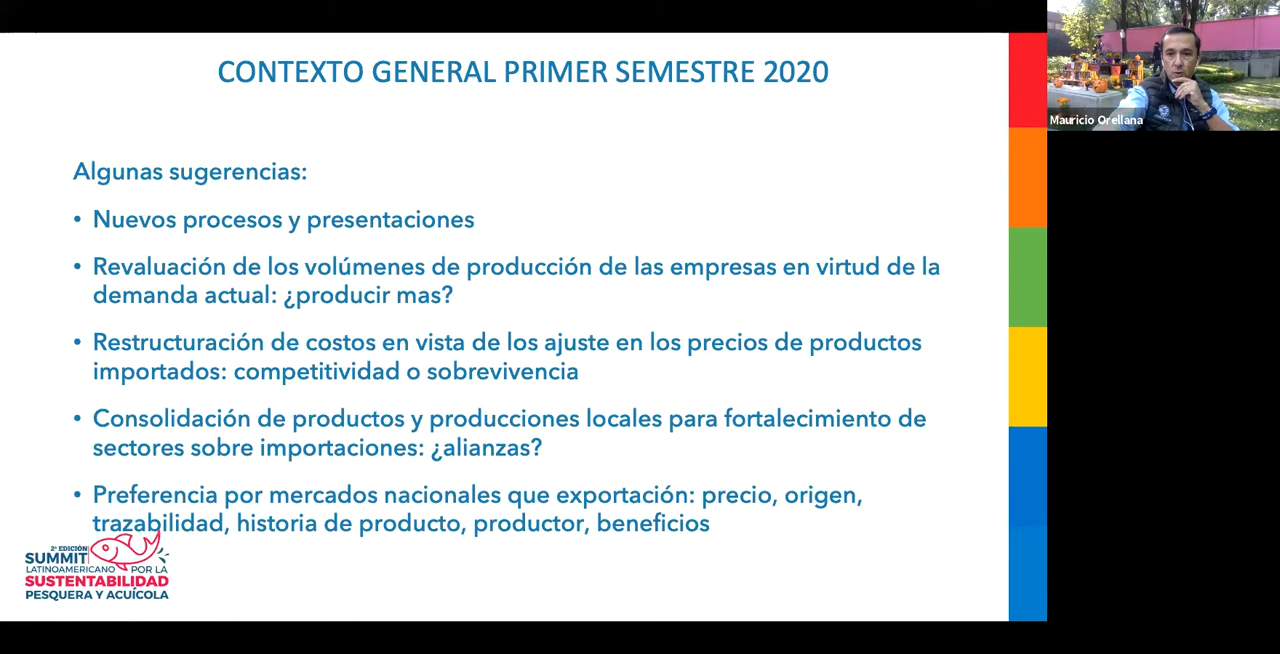 CONTEXTO GENERAL PRIMER SEMESTRE 2020
Mauricio Orellana
Algunas sugerencias:
• Nuevos procesos y presentaciones
• Revaluación de los volúmenes de producción de las empresas en virtud de la
demanda actual: ¿producir mas?
• Restructuración de costos en vista de los ajuste en los precios de productos
importados: competitividad o sobrevivencia
• Consolidación de productos y producciones locales para fortalecimiento de
sectores sobre importaciones: ¿alianzas?
• Preferencia por mercados nacionales que exportación: precio, origen,
trazabilidad, historia de producto, productor, beneficios
2ª EDICIÓN
SUMMIT
LATINOAMERICANO POR LA
SUSTENTABILIDAD
PESQUERA Y ACUÍCOLA